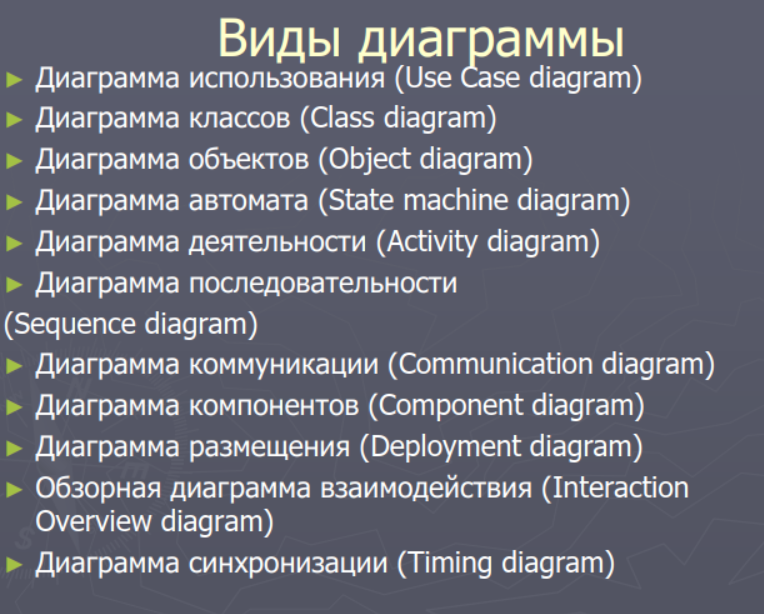 Виды диаграммы
► Диаграмма использования (Use Case diagram)
► Диаграмма классов (Class diagram)
► Диаграмма объектов (Object diagram)
► Диаграмма автомата (State machine diagram)
► Диаграмма деятельности (Activity diagram)
► Диаграмма последовательности
(Sequence diagram)
► Диаграмма коммуникации (Communication diagram)
► Диаграмма компонентов (Component diagram)
► Диаграмма размещения (Deployment diagram)
► Обзорная диаграмма взаимодействия (Interaction
Overview diagram)
► Диаграмма синхронизации (Timing diagram)